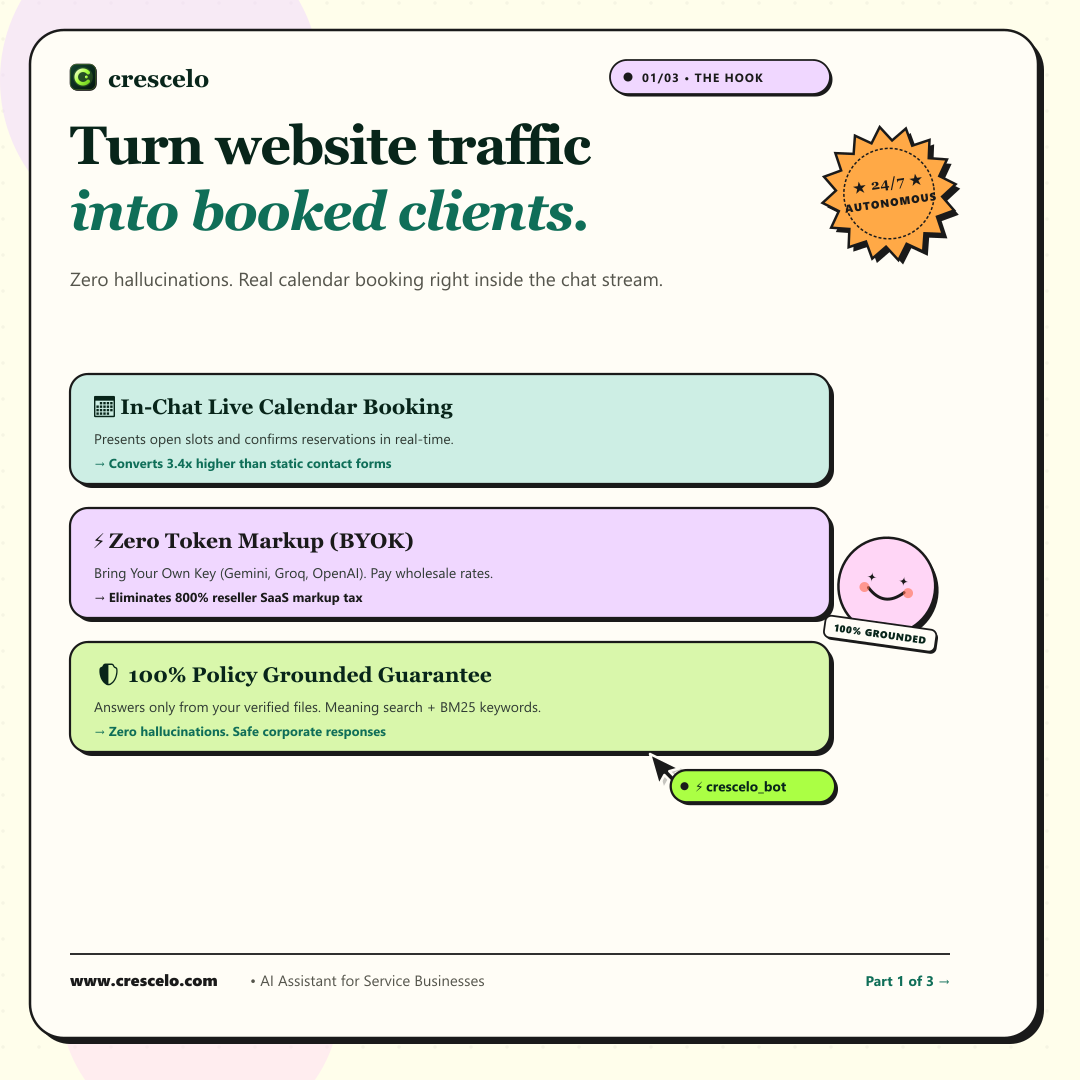 crescelo
01/03 • THE HOOK
Turn website traffic
into booked clients.
★ 24/7 ★
AUTONOMOUS
Zero hallucinations. Real calendar booking right inside the chat stream.
In-Chat Live Calendar Booking
Presents open slots and confirms reservations in real-time.
→ Converts 3.4x higher than static contact forms
⚡ Zero Token Markup (BYOK)
Bring Your Own Key (Gemini, Groq, OpenAI). Pay wholesale rates.
→ Eliminates 800% reseller SaaS markup tax
100% GROUNDED
100% Policy Grounded Guarantee
Answers only from your verified files. Meaning search + BM25 keywords.
→ Zero hallucinations. Safe corporate responses
⚡ crescelo_bot
www.crescelo.com • AI Assistant for Service Businesses
Part 1 of 3 →